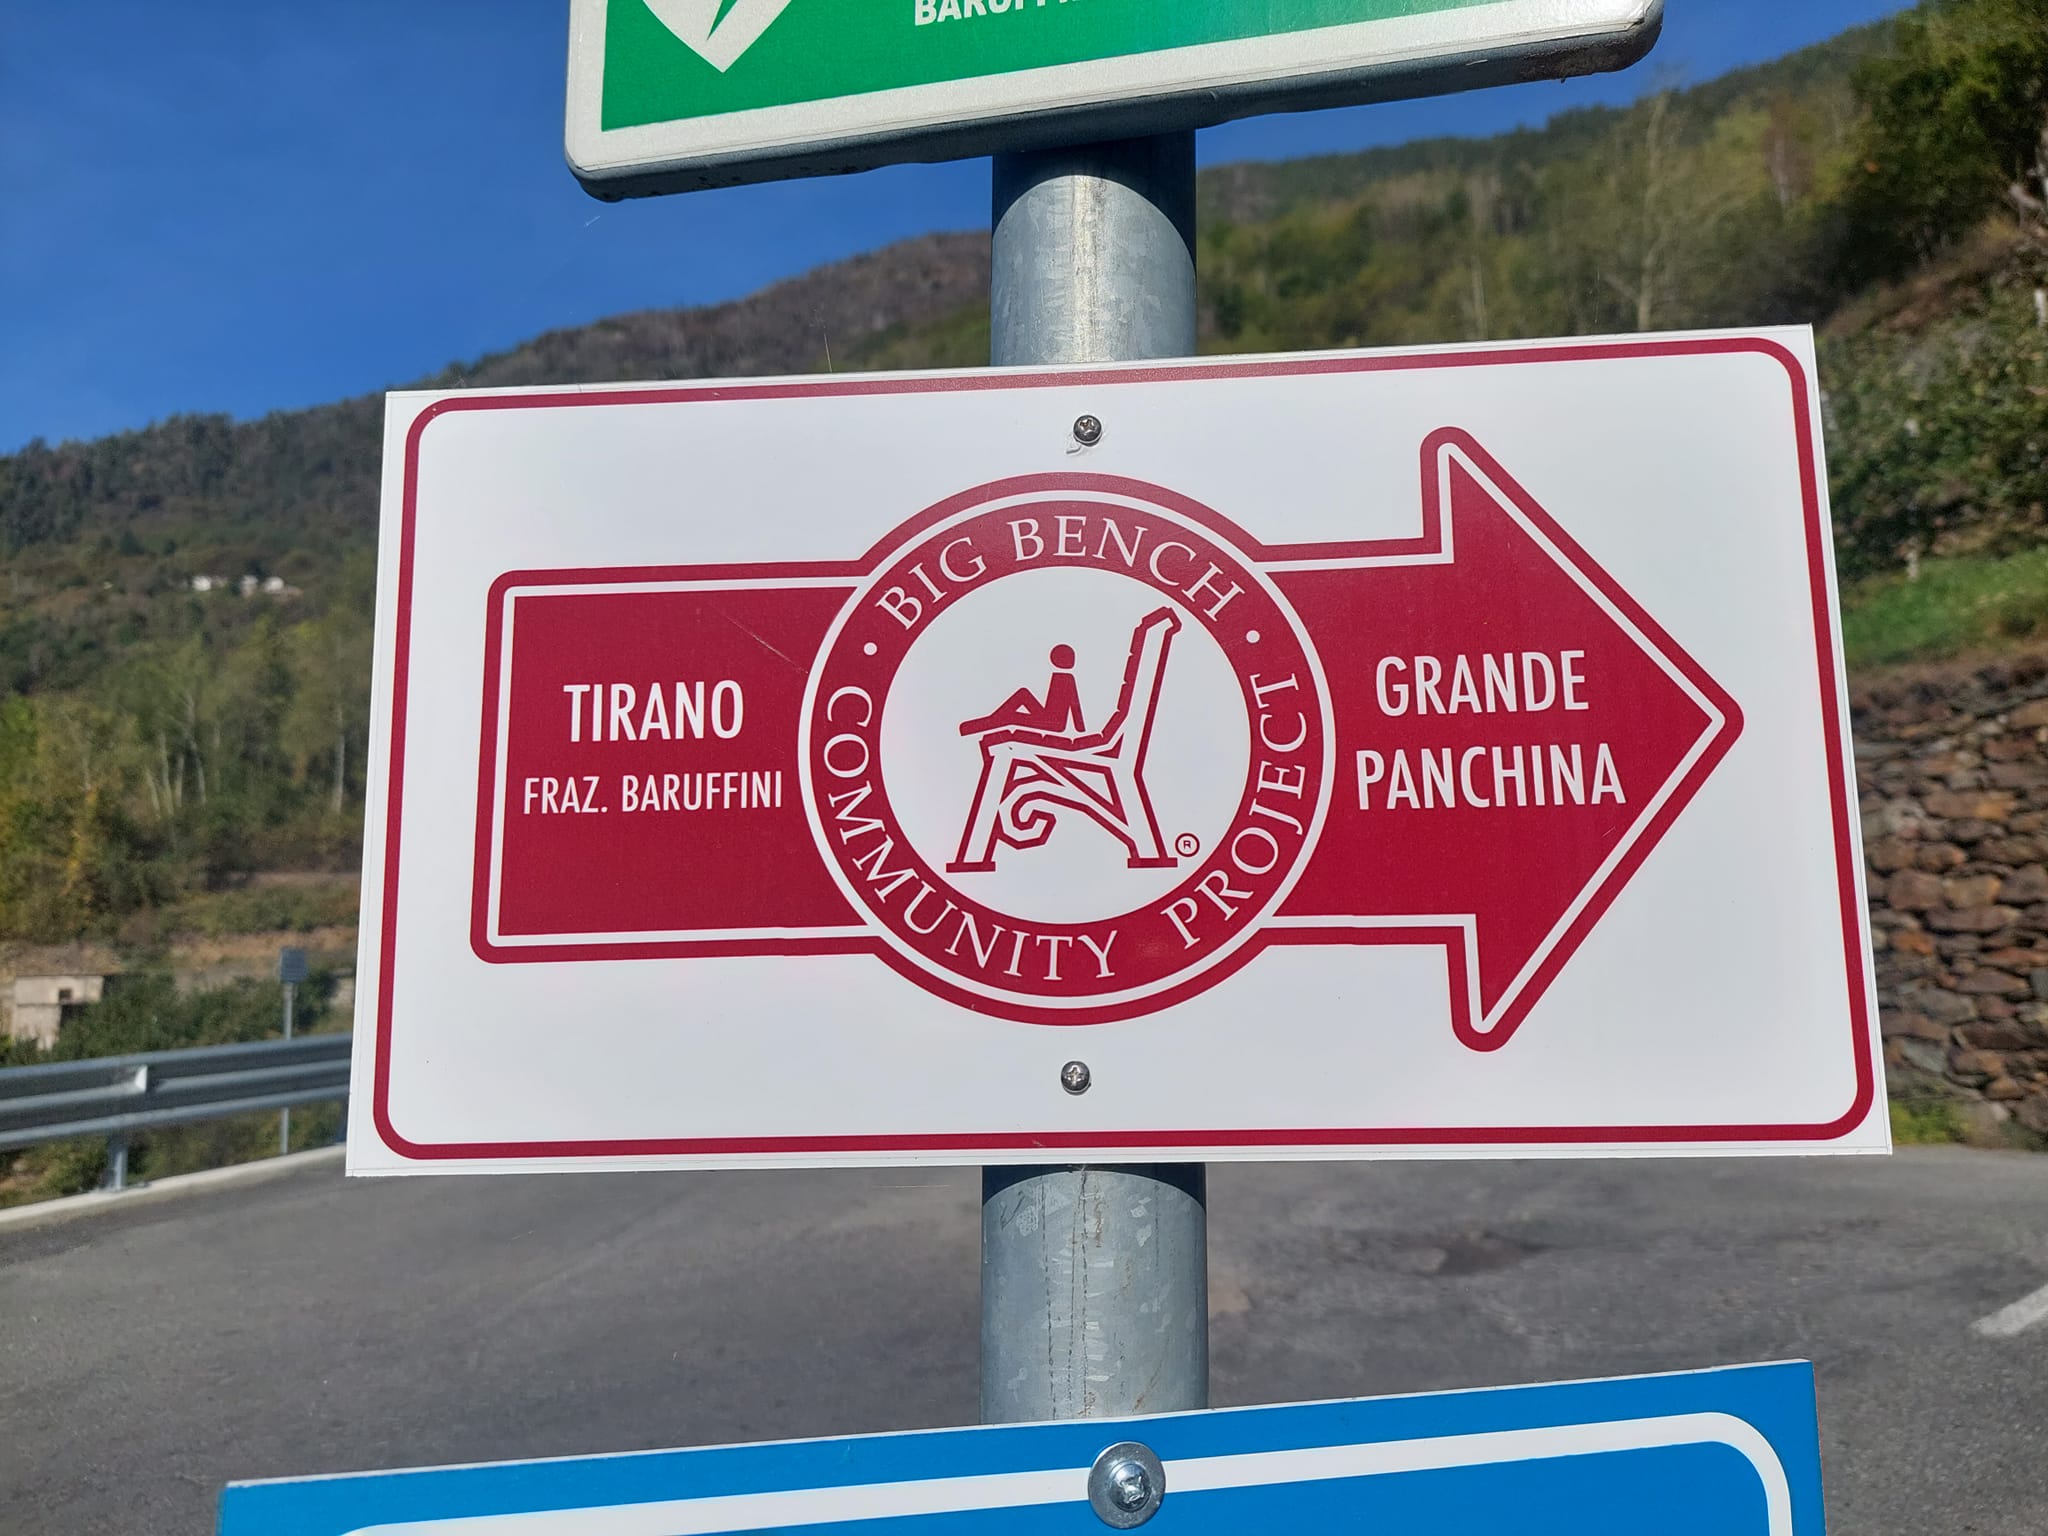 TIRANO
FRAZ. BARUFFINI
• BIG BENCH •
COMMUNITY PROJECT
®
GRANDE
PANCHINA